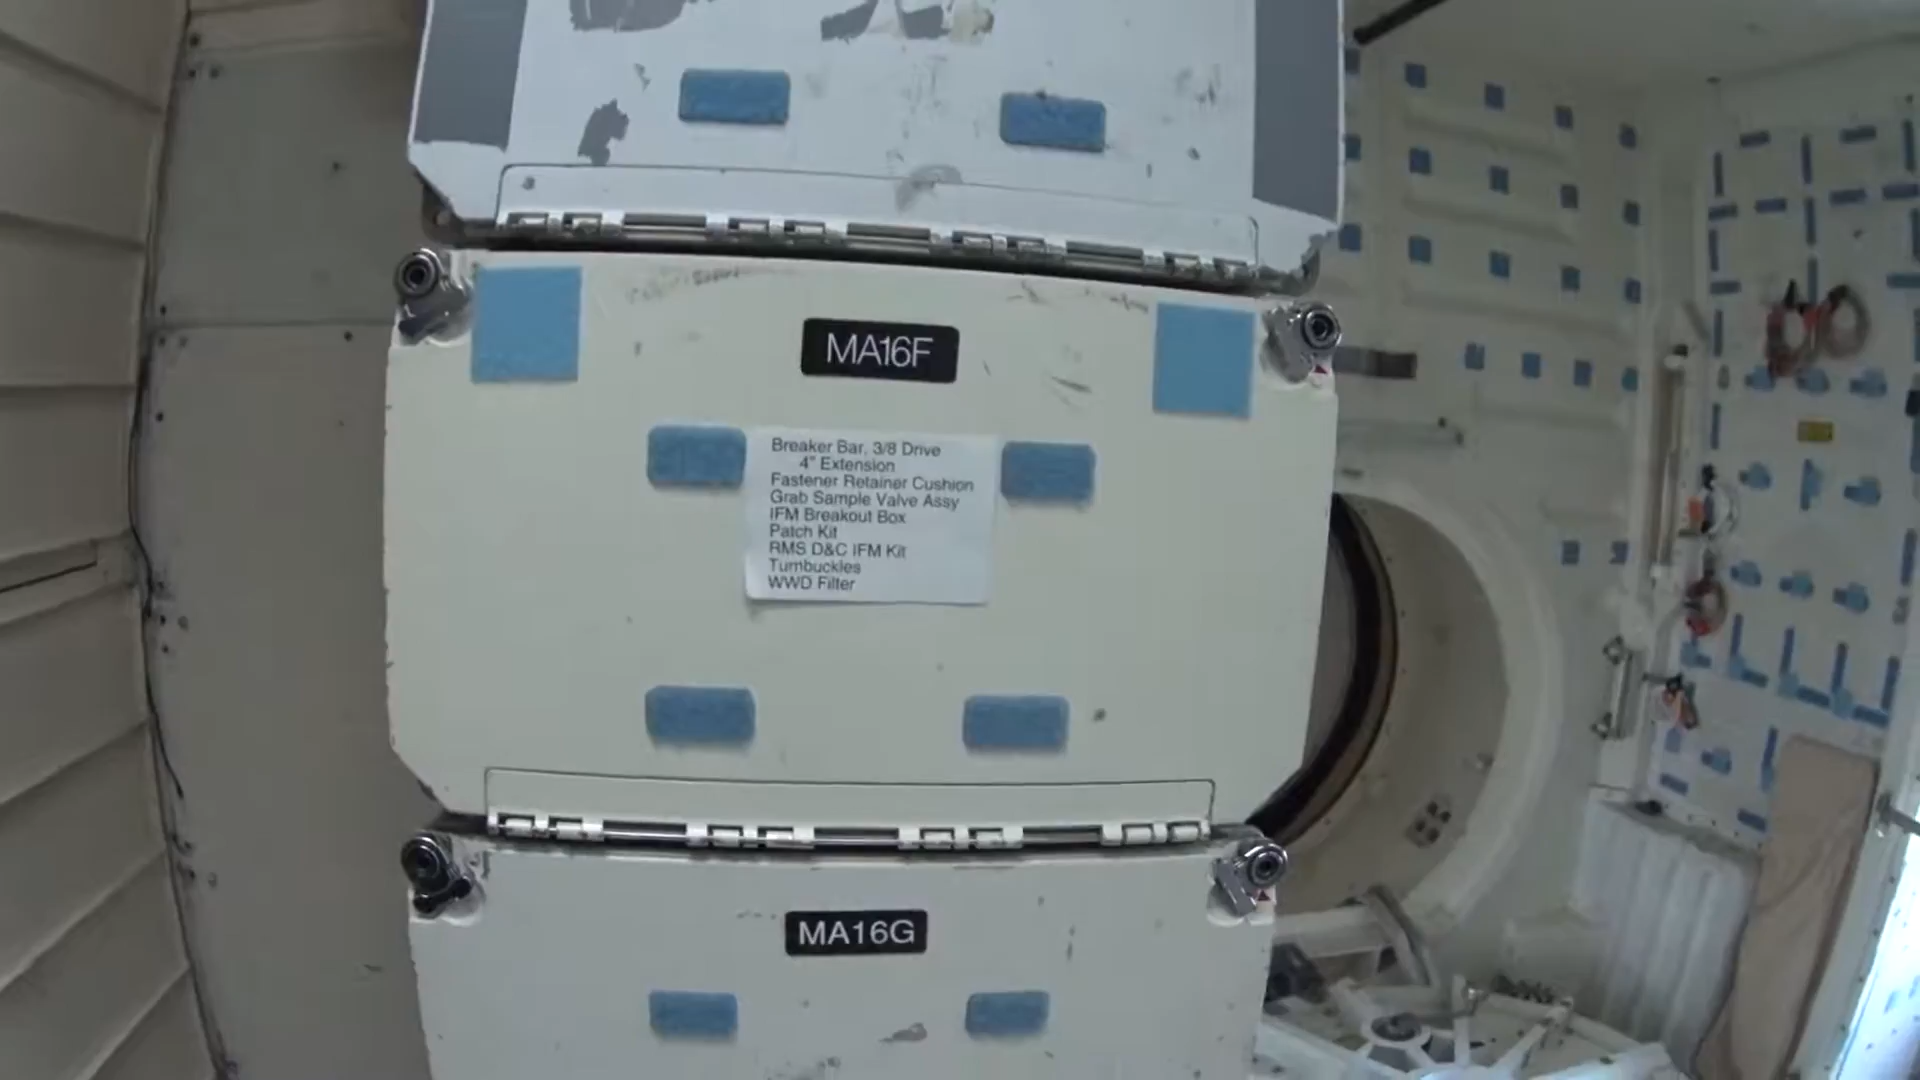 MA16F
Breaker Bar, 3/8 Drive
4" Extension
Fastener Retainer Cushion
Grab Sample Valve Assy
IFM Breakout Box
Patch Kit
RMS D&C IFM Kit
Turnbuckles
WWD Filter
MA16G